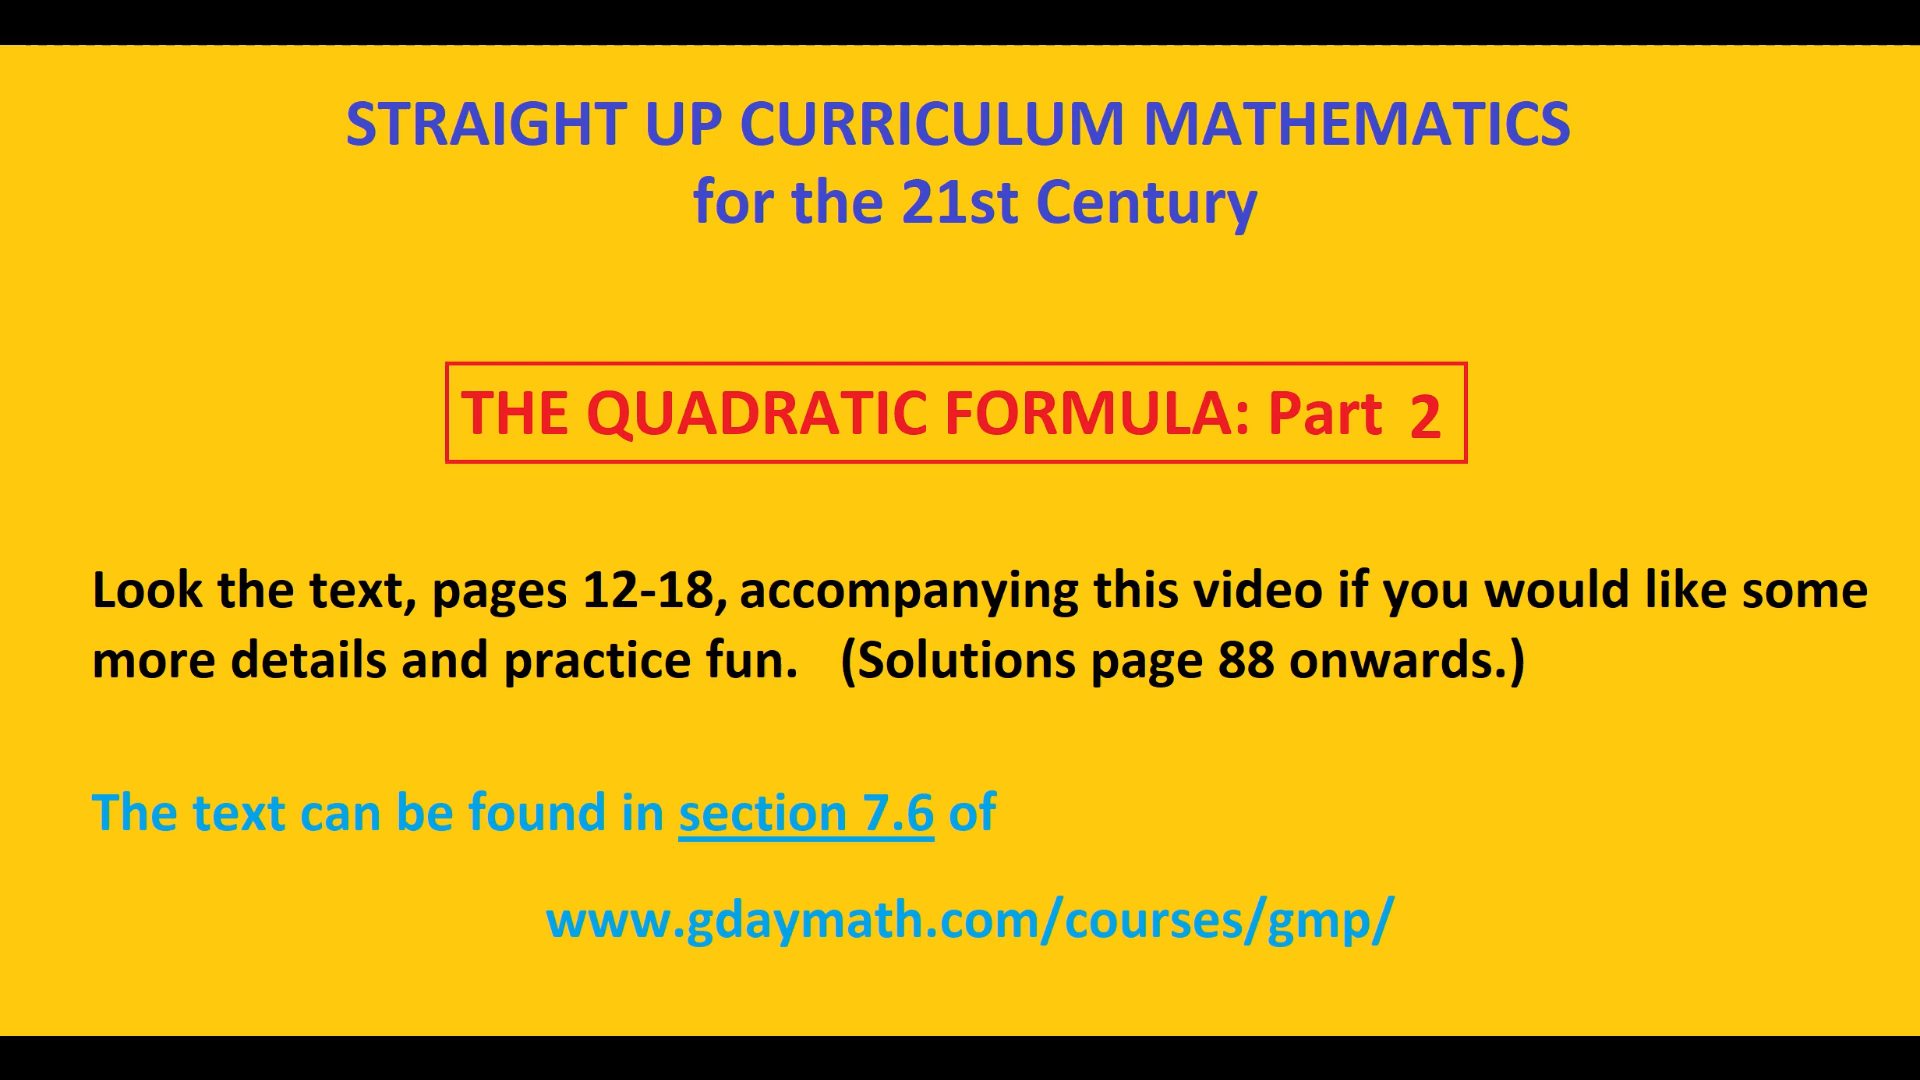 STRAIGHT UP CURRICULUM MATHEMATICS
for the 21st Century
THE QUADRATIC FORMULA: Part 2
Look the text, pages 12-18, accompanying this video if you would like some
more details and practice fun. (Solutions page 88 onwards.)
The text can be found in section 7.6 of
www.gdaymath.com/courses/gmp/